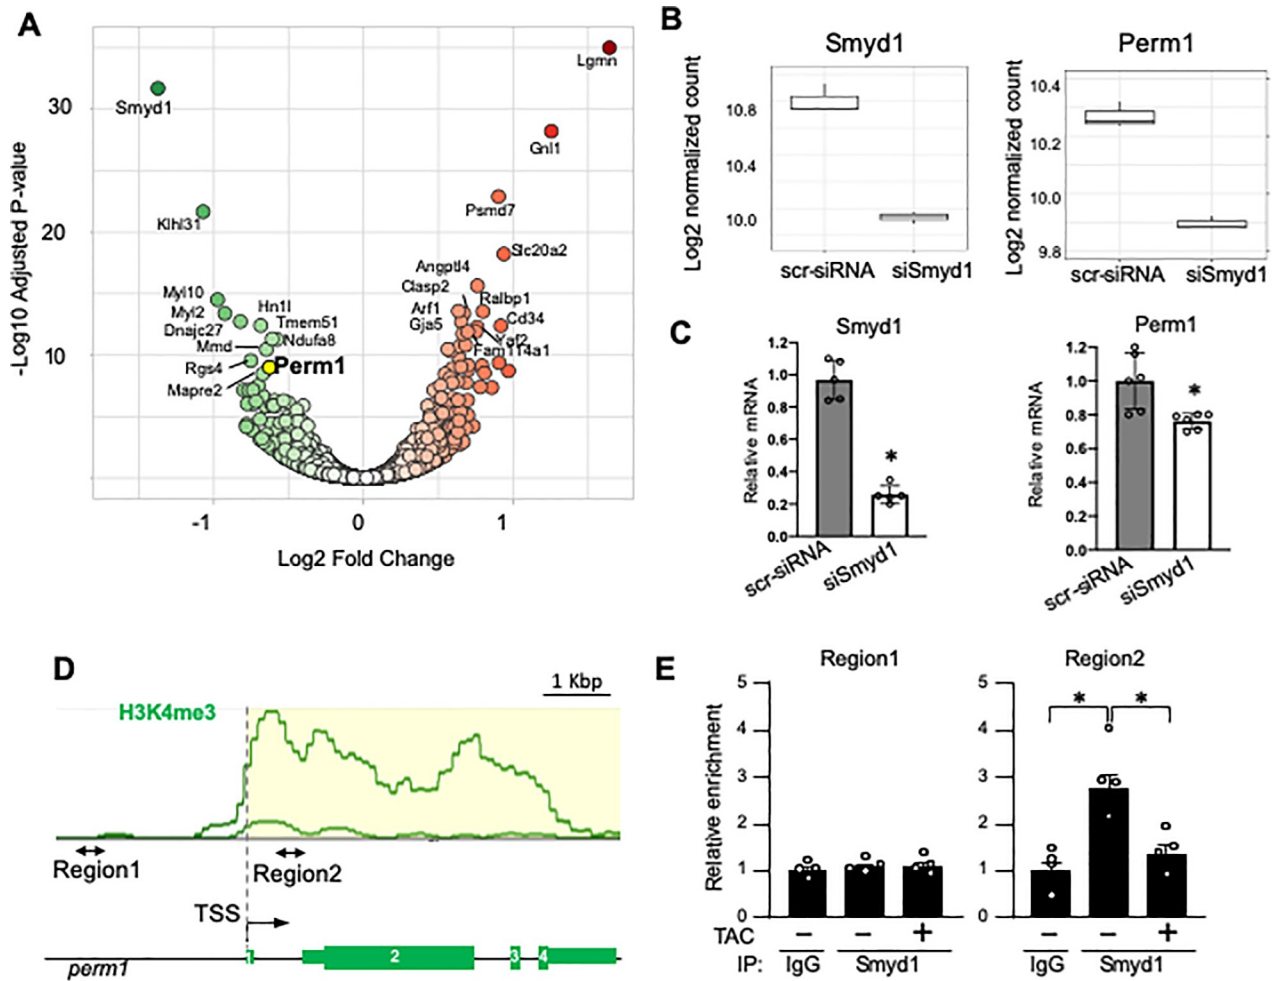 A
-Log10 Adjusted P-value
30
20
10
-1
0
1
Log2 Fold Change
Lgmn
Smyd1
Gnl1
Psmd7
Klhl31
Slc20a2
Angptl4
Clasp2
Myl10
Hn1l
Arf1
Ralbp1
Myl2
Tmem51
Gja5
Cd34
Dnajc27
Ndufa8
Yaf2
Mmd
Fam114a1
Rgs4
Perm1
Mapre2
B
Smyd1
Log2 normalized count
10.8
10.4
10.0
scr-siRNA
siSmyd1
Perm1
Log2 normalized count
10.4
10.2
10.0
9.8
scr-siRNA
siSmyd1
C
Smyd1
Relative mRNA
1.2
1.0
0.8
0.6
0.4
0.2
0.0
*
scr-siRNA
siSmyd1
Perm1
Relative mRNA
1.2
1.0
0.8
0.6
0.4
0.2
0.0
*
scr-siRNA
siSmyd1
D
1 Kbp
H3K4me3
Region1
Region2
TSS
1
2
3
4
perm1
E
Region1
Relative enrichment
5
4
3
2
1
0
TAC
− − +
IP: IgG Smyd1
Region2
5
4
3
2
1
0
* *
− − +
IgG Smyd1